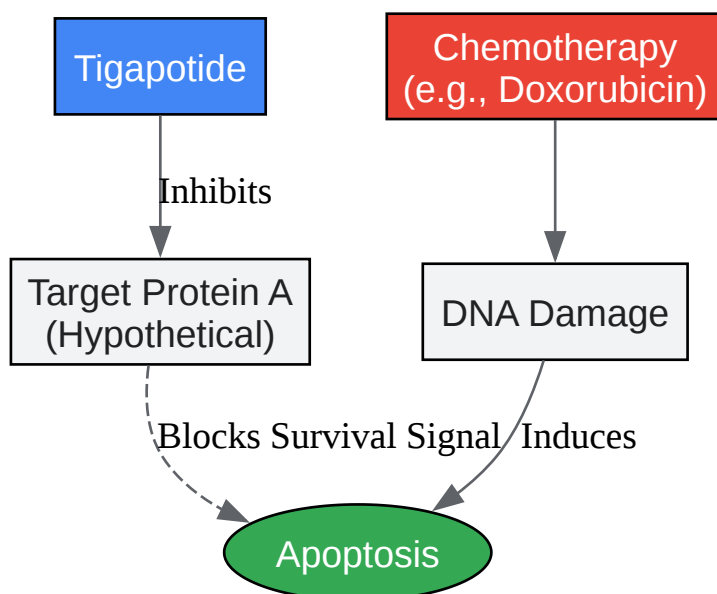 Tigapotide
Chemotherapy
(e.g., Doxorubicin)
Inhibits
Target Protein A
(Hypothetical)
DNA Damage
Blocks Survival Signal
Induces
Apoptosis